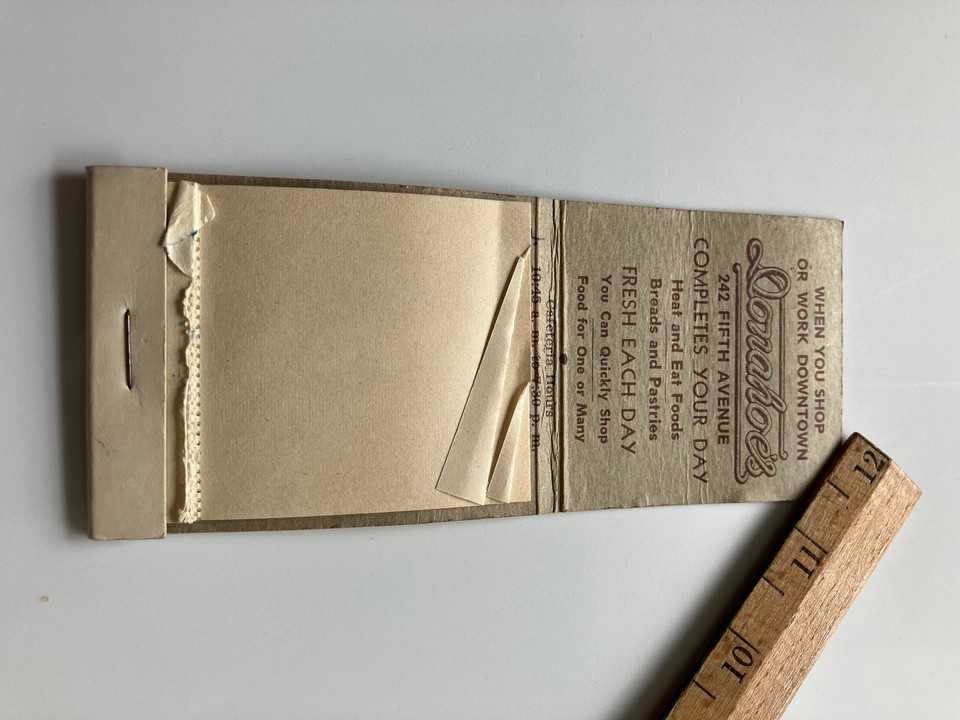 WHEN YOU SHOP
OR WORK DOWNTOWN
Donahoe's
242 FIFTH AVENUE
COMPLETES YOUR DAY
Heat and Eat Foods
Breads and Pastries
FRESH EACH DAY
You Can Quickly Shop
Food for One or Many
Cafeteria Hours
10:45 a. m. to 7:30 p. m.
10
11
12